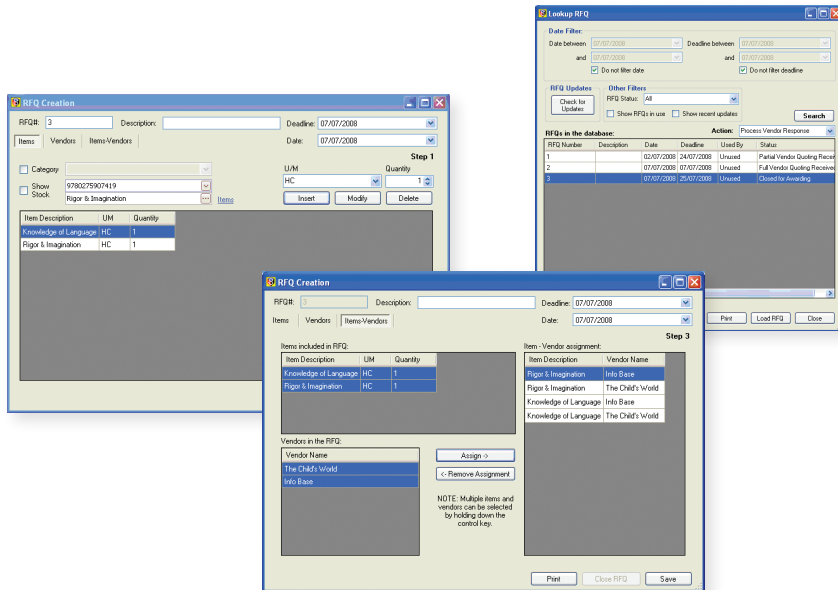 RFQ Creation
RFQ#: 3 Description: Deadline: 07/07/2008
Items Vendors Items-Vendors Date: 07/07/2008
Step 1
Category U/M Quantity
Show Stock 9780275907419 HC 1
Rigor & Imagination ... Items Insert Modify Delete
Item Description UM Quantity
Knowledge of Language HC 1
Rigor & Imagination HC 1
Lookup RFQ
Date Filter:
Date between 07/07/2008 Deadline between 07/07/2008
and 07/07/2008 and 07/07/2008
Do not filter date Do not filter deadline
RFQ Updates Other Filters
Check for Updates RFQ Status: All
Show RFQs in use Show recent updates Search
RFQs in the database: Action: Process Vendor Response
RFQ Number Description Date Deadline Used By Status
1 02/07/2008 24/07/2008 Unused Partial Vendor Quoting Receiv
2 07/07/2008 07/07/2008 Unused Full Vendor Quoting Received
3 07/07/2008 25/07/2008 Unused Closed for Awarding
Print Load RFQ Close
RFQ Creation
RFQ#: 3 Description: Deadline: 07/07/2008
Items Vendors Items-Vendors Date: 07/07/2008
Step 3
Items included in RFQ:
Item Description UM Quantity
Knowledge of Language HC 1
Rigor & Imagination HC 1
Item - Vendor assignment:
Item Description Vendor Name
Rigor & Imagination Info Base
Rigor & Imagination The Child's World
Knowledge of Language Info Base
Knowledge of Language The Child's World
Vendors in the RFQ:
Vendor Name
The Child's World
Info Base
Assign ->
<- Remove Assignment
NOTE: Multiple items and
vendors can be selected
by holding down the
control key.
Print Close RFQ Save